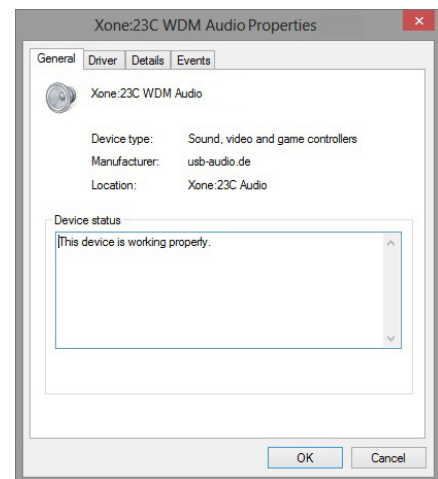 Xone:23C WDM Audio Properties
General Driver Details Events
Xone:23C WDM Audio
Device type: Sound, video and game controllers
Manufacturer: usb-audio.de
Location: Xone:23C Audio
Device status
This device is working properly.
OK Cancel